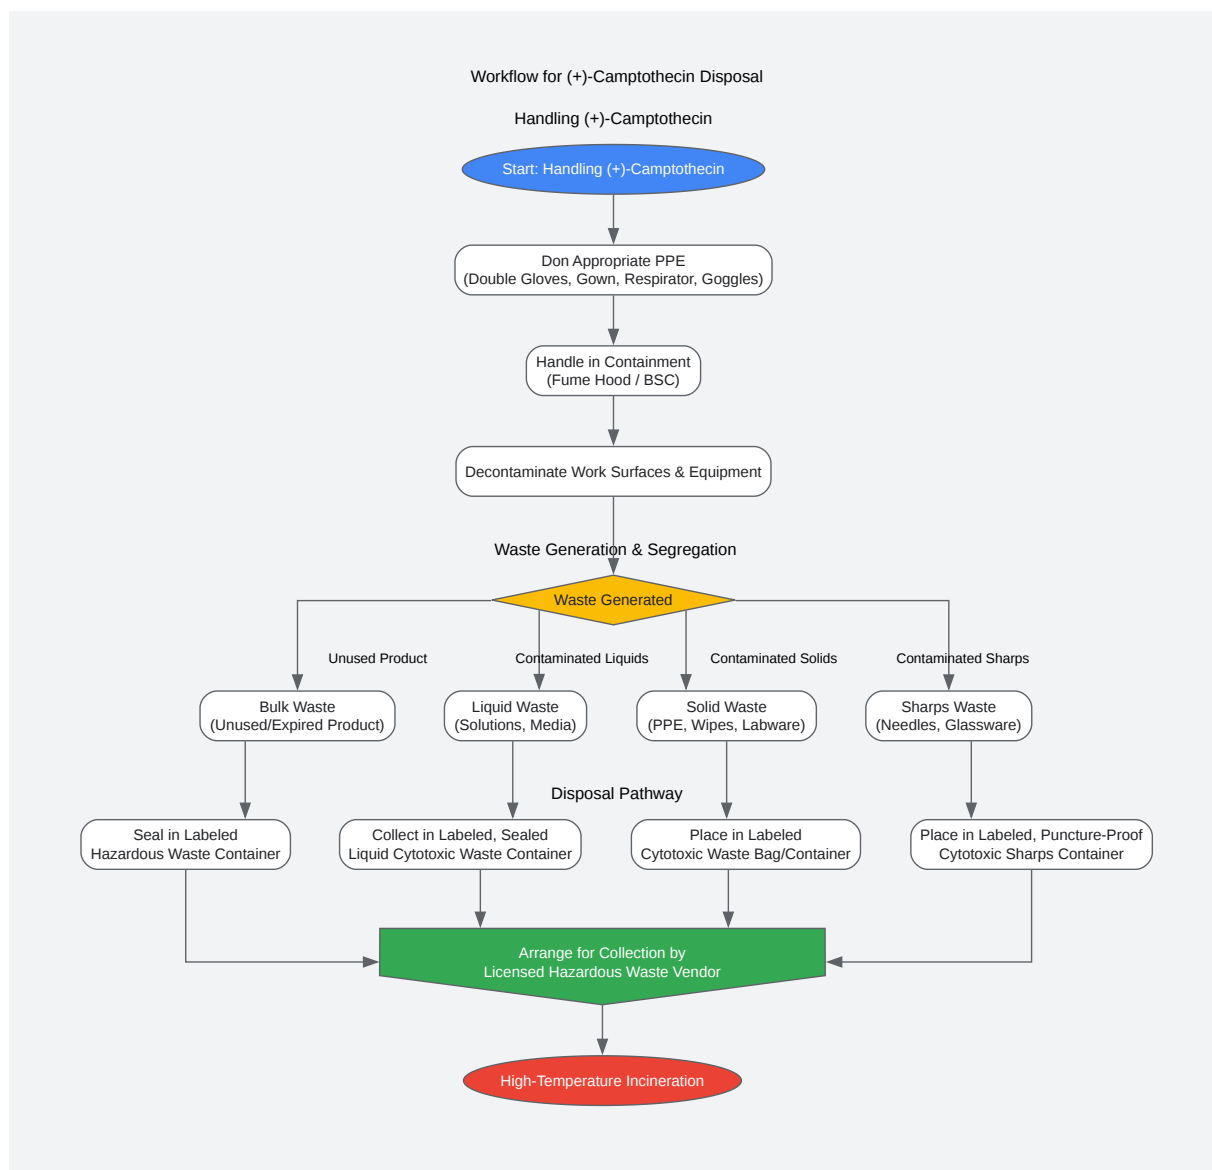 Workflow for (+)-Camptothecin Disposal
Handling (+)-Camptothecin
Start: Handling (+)-Camptothecin
Don Appropriate PPE
(Double Gloves, Gown, Respirator, Goggles)
Handle in Containment
(Fume Hood / BSC)
Decontaminate Work Surfaces & Equipment
Waste Generation & Segregation
Waste Generated
Unused Product
Contaminated Liquids
Contaminated Solids
Contaminated Sharps
Bulk Waste
(Unused/Expired Product)
Liquid Waste
(Solutions, Media)
Solid Waste
(PPE, Wipes, Labware)
Sharps Waste
(Needles, Glassware)
Disposal Pathway
Seal in Labeled
Hazardous Waste Container
Collect in Labeled, Sealed
Liquid Cytotoxic Waste Container
Place in Labeled
Cytotoxic Waste Bag/Container
Place in Labeled, Puncture-Proof
Cytotoxic Sharps Container
Arrange for Collection by
Licensed Hazardous Waste Vendor
High-Temperature Incineration